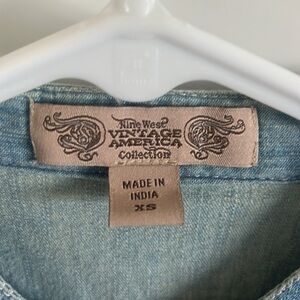 Nine West
VINTAGE
AMERICA
Collection
MADE IN
INDIA
XS